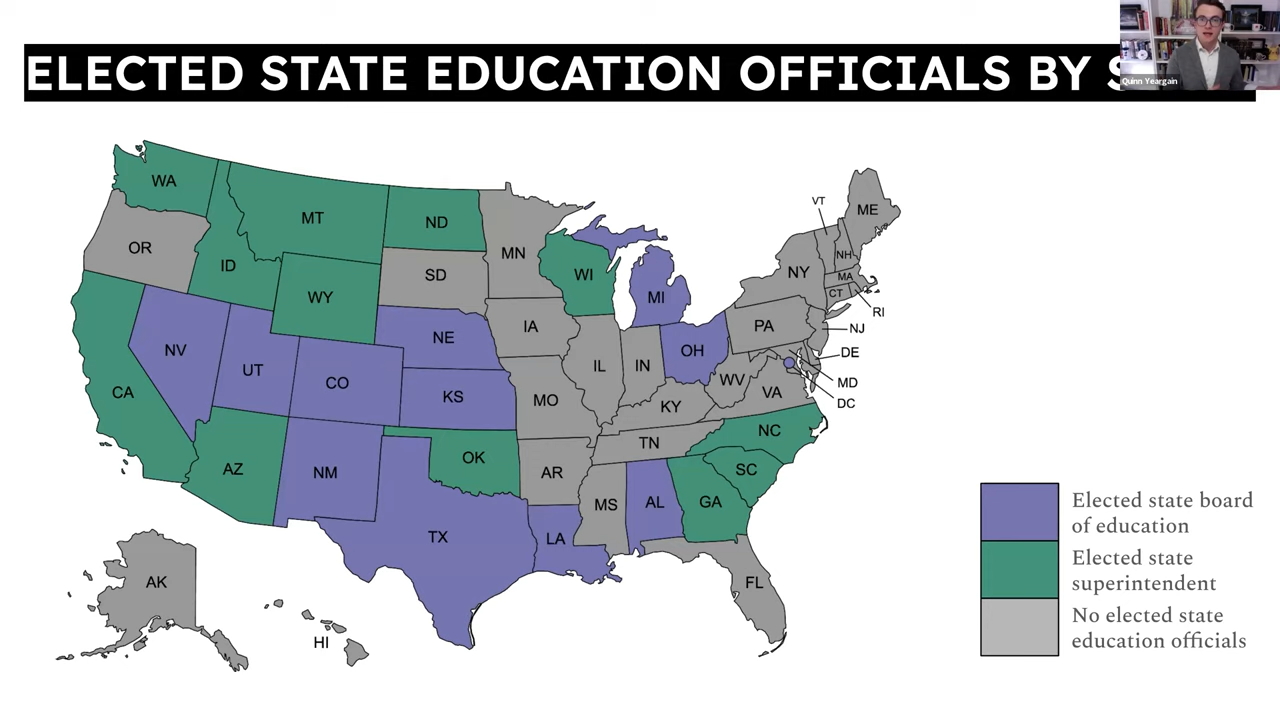 ELECTED STATE EDUCATION OFFICIALS BY
Quinn Yeargain
WA
MT
ND
MN
OR
ID
SD
WI
WY
MI
ME
VT
NH
NY
MA
CT
RI
NV
UT
CO
NE
KS
IA
IL
IN
OH
PA
NJ
DE
MD
DC
CA
MO
KY
WV
VA
AZ
NM
OK
AR
TN
NC
SC
TX
LA
MS
AL
GA
FL
AK
HI
Elected state board
of education
Elected state
superintendent
No elected state
education officials